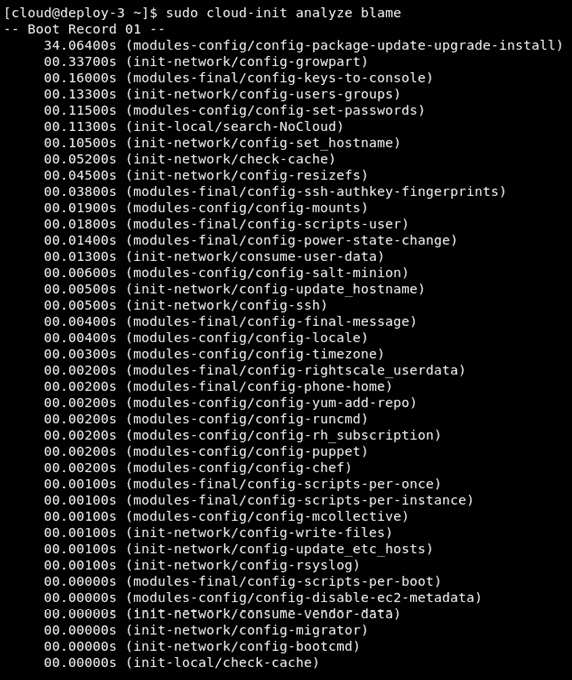 [cloud@deploy-3 ~]$ sudo cloud-init analyze blame
-- Boot Record 01 --
     34.06400s (modules-config/config-package-update-upgrade-install)
     00.33700s (init-network/config-growpart)
     00.16000s (modules-final/config-keys-to-console)
     00.13300s (init-network/config-users-groups)
     00.11500s (modules-config/config-set-passwords)
     00.11300s (init-local/search-NoCloud)
     00.10500s (init-network/config-set_hostname)
     00.05200s (init-network/check-cache)
     00.04500s (init-network/config-resizefs)
     00.03800s (modules-final/config-ssh-authkey-fingerprints)
     00.01900s (modules-config/config-mounts)
     00.01800s (modules-final/config-scripts-user)
     00.01400s (modules-final/config-power-state-change)
     00.01300s (init-network/consume-user-data)
     00.00600s (modules-config/config-salt-minion)
     00.00500s (init-network/config-update_hostname)
     00.00500s (init-network/config-ssh)
     00.00400s (modules-final/config-final-message)
     00.00400s (modules-config/config-locale)
     00.00300s (modules-config/config-timezone)
     00.00200s (modules-final/config-rightscale_userdata)
     00.00200s (modules-final/config-phone-home)
     00.00200s (modules-config/config-yum-add-repo)
     00.00200s (modules-config/config-runcmd)
     00.00200s (modules-config/config-rh_subscription)
     00.00200s (modules-config/config-puppet)
     00.00200s (modules-config/config-chef)
     00.00100s (modules-final/config-scripts-per-once)
     00.00100s (modules-final/config-scripts-per-instance)
     00.00100s (modules-config/config-mcollective)
     00.00100s (init-network/config-write-files)
     00.00100s (init-network/config-update_etc_hosts)
     00.00100s (init-network/config-rsyslog)
     00.00000s (modules-final/config-scripts-per-boot)
     00.00000s (modules-config/config-disable-ec2-metadata)
     00.00000s (init-network/consume-vendor-data)
     00.00000s (init-network/config-migrator)
     00.00000s (init-network/config-bootcmd)
     00.00000s (init-local/check-cache)